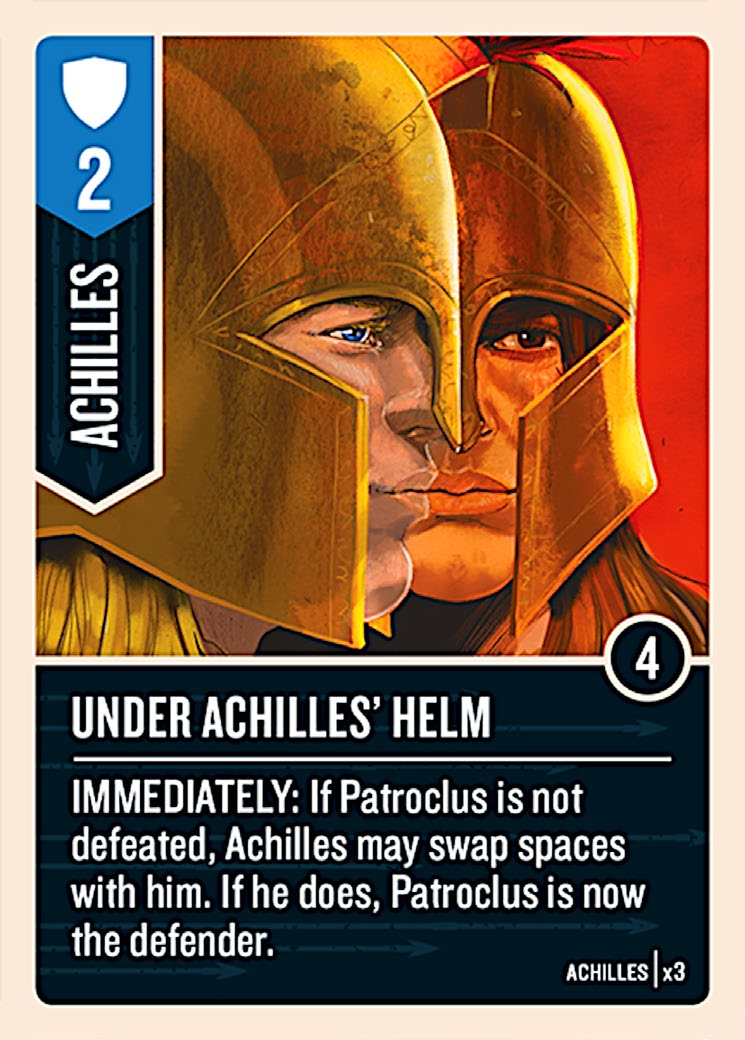 2
ACHILLES
4
UNDER ACHILLES’ HELM
IMMEDIATELY: If Patroclus is not
defeated, Achilles may swap spaces
with him. If he does, Patroclus is now
the defender.
ACHILLES | x3